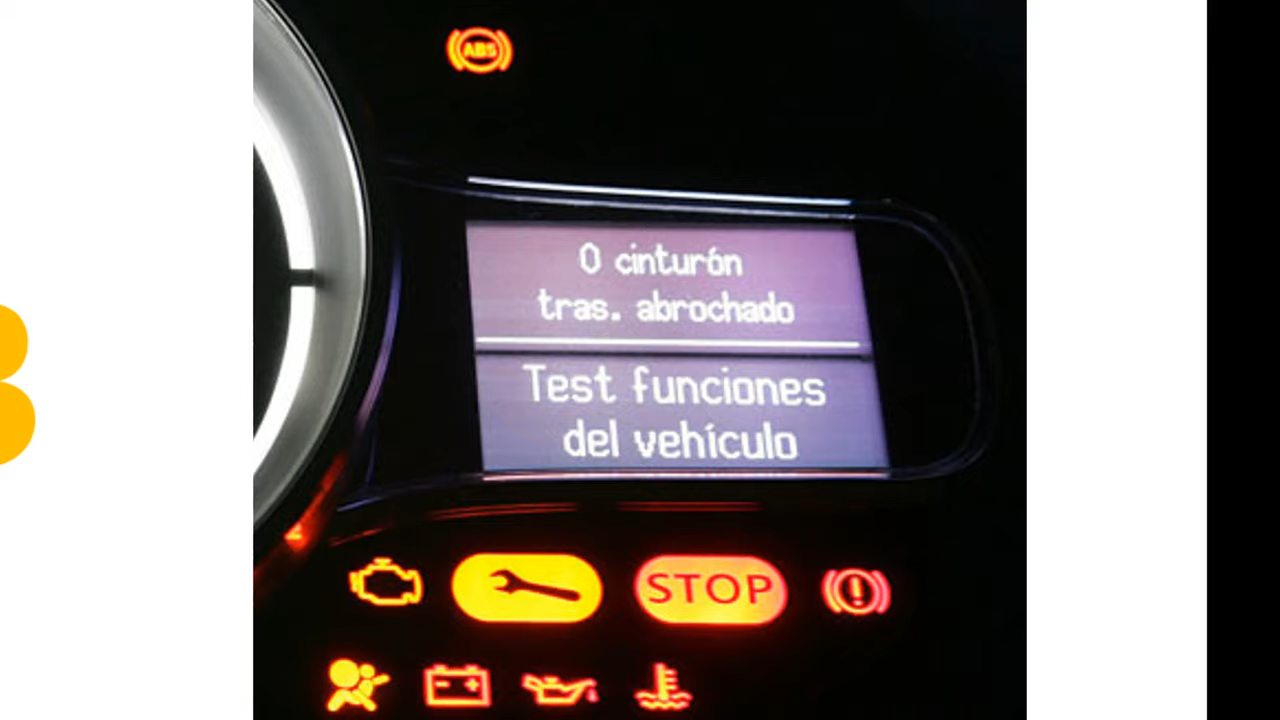 ABS
0 cinturón
tras. abrochado
Test funciones
del vehículo
STOP